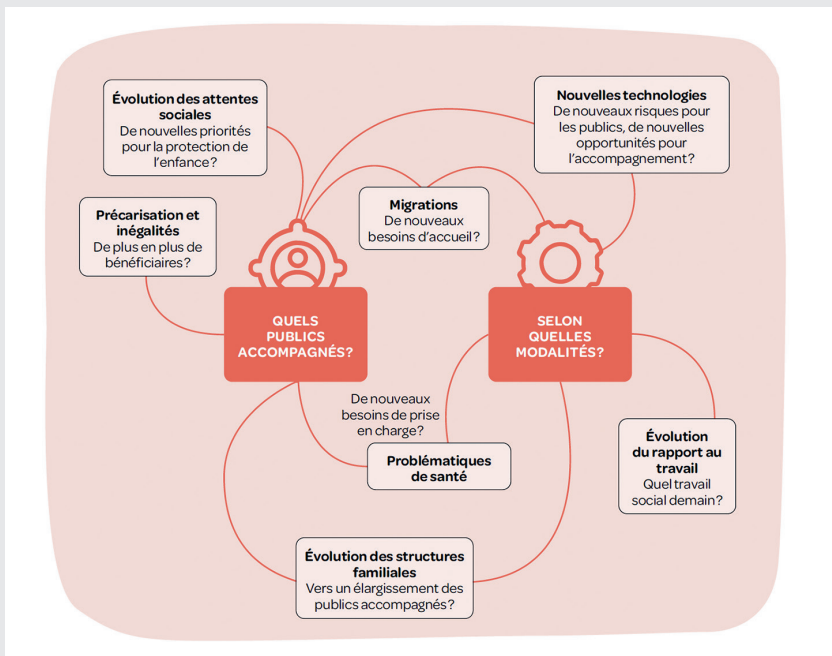 Évolution des attentes
sociales
De nouvelles priorités
pour la protection de
l'enfance ?
Nouvelles technologies
De nouveaux risques pour
les publics, de nouvelles
opportunités pour
l'accompagnement ?
Migrations
De nouveaux
besoins d'accueil ?
Précarisation et
inégalités
De plus en plus de
bénéficiaires ?
QUELS
PUBLICS
ACCOMPAGNÉS ?
SELON
QUELLES
MODALITÉS ?
De nouveaux
besoins de prise
en charge ?
Problématiques
de santé
Évolution
du rapport au
travail
Quel travail
social demain ?
Évolution des structures
familiales
Vers un élargissement des
publics accompagnés ?